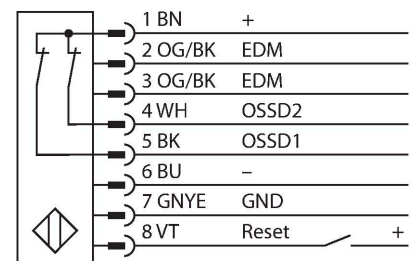 1 BN +
2 OG/BK EDM
3 OG/BK EDM
4 WH OSSD2
5 BK OSSD1
6 BU –
7 GNYE GND
8 VT Reset +